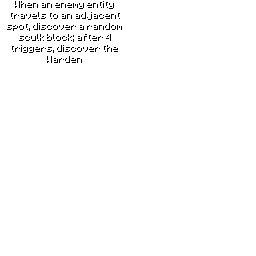 When an enemy entity
travels to an adjacent
spot, discover a random
sculk block; after 4
triggers, discover the
Warden